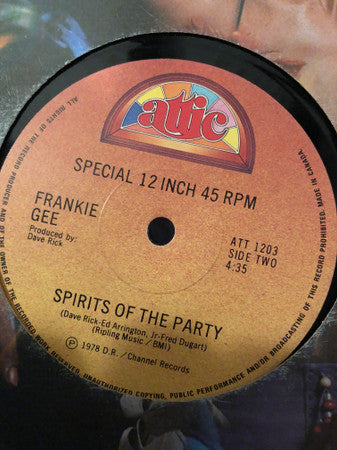 attic
SPECIAL 12 INCH 45 RPM
FRANKIE
GEE
Produced by:
Dave Rick
ATT 1203
SIDE TWO
4:35
SPIRITS OF THE PARTY
(Dave Rick-Ed Arrington, Jr-Fred Dugart)
(Ripling Music / BMI)
Ⓟ 1978 D.R. / Channel Records
ALL RIGHTS OF THE RECORD PRODUCER AND OF THE OWNER OF THE RECORDED WORK RESERVED. UNAUTHORIZED COPYING, PUBLIC PERFORMANCE AND/OR BROADCASTING OF THIS RECORD PROHIBITED. MADE IN CANADA.